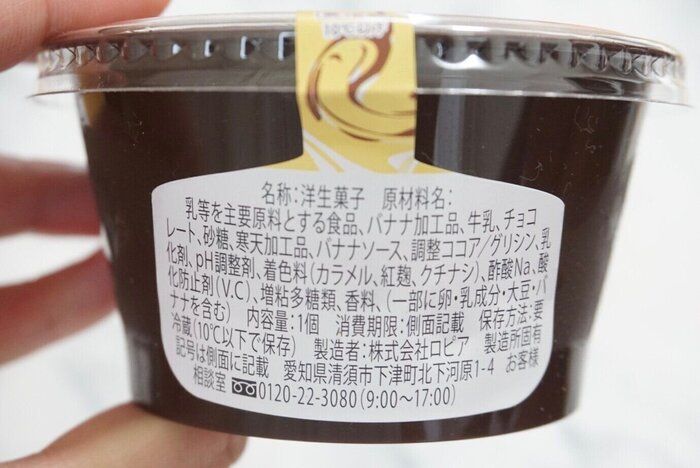 名称:洋生菓子 原材料名:
乳等を主要原料とする食品、バナナ加工品、牛乳、チョコ
レート、砂糖、寒天加工品、バナナソース、調整ココア/グリシン、乳
化剤、pH調整剤、着色料(カラメル、紅麹、クチナシ)、酢酸Na、酸
化防止剤(V.C)、増粘多糖類、香料、(一部に卵・乳成分・大豆・バ
ナナを含む) 内容量:1個 消費期限:側面記載 保存方法:要
冷蔵(10℃以下で保存) 製造者:株式会社ロピア 製造所固有
記号は側面に記載 愛知県清須市下津町北下河原1-4 お客様
相談室 0120-22-3080(9:00~17:00)